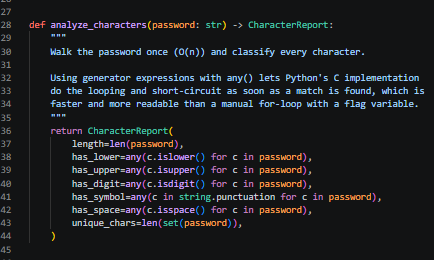 27
28 def analyze_characters(password: str) -> CharacterReport:
29     """
30     Walk the password once (O(n)) and classify every character.
31
32     Using generator expressions with any() lets Python's C implementation
33     do the looping and short-circuit as soon as a match is found, which is
34     faster and more readable than a manual for-loop with a flag variable.
35     """
36     return CharacterReport(
37         length=len(password),
38         has_lower=any(c.islower() for c in password),
39         has_upper=any(c.isupper() for c in password),
40         has_digit=any(c.isdigit() for c in password),
41         has_symbol=any(c in string.punctuation for c in password),
42         has_space=any(c.isspace() for c in password),
43         unique_chars=len(set(password)),
44     )
45